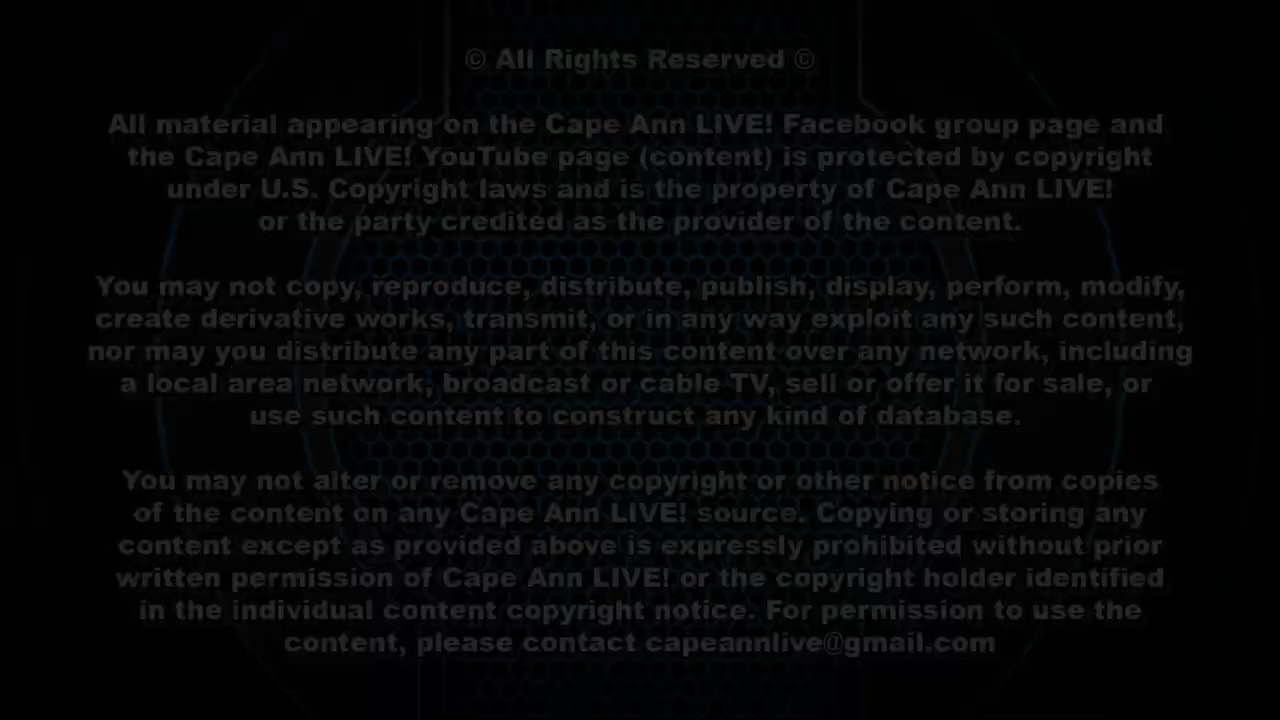 © All Rights Reserved ©
All material appearing on the Cape Ann LIVE! Facebook group page and
the Cape Ann LIVE! YouTube page (content) is protected by copyright
under U.S. Copyright laws and is the property of Cape Ann LIVE!
or the party credited as the provider of the content.
You may not copy, reproduce, distribute, publish, display, perform, modify,
create derivative works, transmit, or in any way exploit any such content,
nor may you distribute any part of this content over any network, including
a local area network, broadcast or cable TV, sell or offer it for sale, or
use such content to construct any kind of database.
You may not alter or remove any copyright or other notice from copies
of the content on any Cape Ann LIVE! source. Copying or storing any
content except as provided above is expressly prohibited without prior
written permission of Cape Ann LIVE! or the copyright holder identified
in the individual content copyright notice. For permission to use the
content, please contact capeannlive@gmail.com